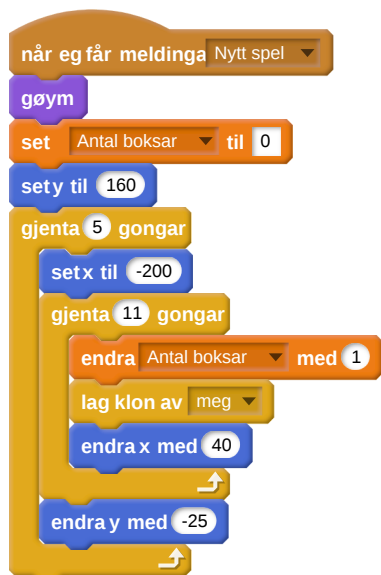 når eg får meldinga Nytt spel
gøym
set Antal boksar til 0
set y til 160
gjenta 5 gongar
set x til -200
gjenta 11 gongar
endra Antal boksar med 1
lag klon av meg
endra x med 40
endra y med -25